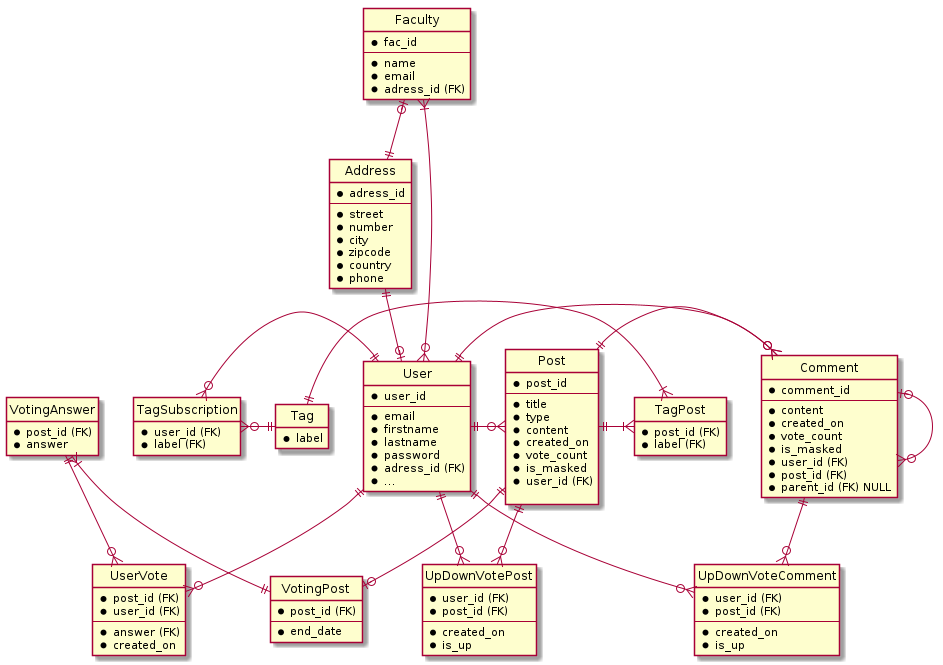 Faculty
fac_id
name
email
adress_id (FK)
Address
adress_id
street
number
city
zipcode
country
phone
User
user_id
email
firstname
lastname
password
adress_id (FK)
...
Post
post_id
title
type
content
created_on
vote_count
is_masked
user_id (FK)
Comment
comment_id
content
created_on
vote_count
is_masked
user_id (FK)
post_id (FK)
parent_id (FK) NULL
VotingAnswer
post_id (FK)
answer
TagSubscription
user_id (FK)
label (FK)
Tag
label
TagPost
post_id (FK)
label (FK)
UserVote
post_id (FK)
user_id (FK)
answer (FK)
created_on
VotingPost
post_id (FK)
end_date
UpDownVotePost
user_id (FK)
post_id (FK)
created_on
is_up
UpDownVoteComment
user_id (FK)
post_id (FK)
created_on
is_up